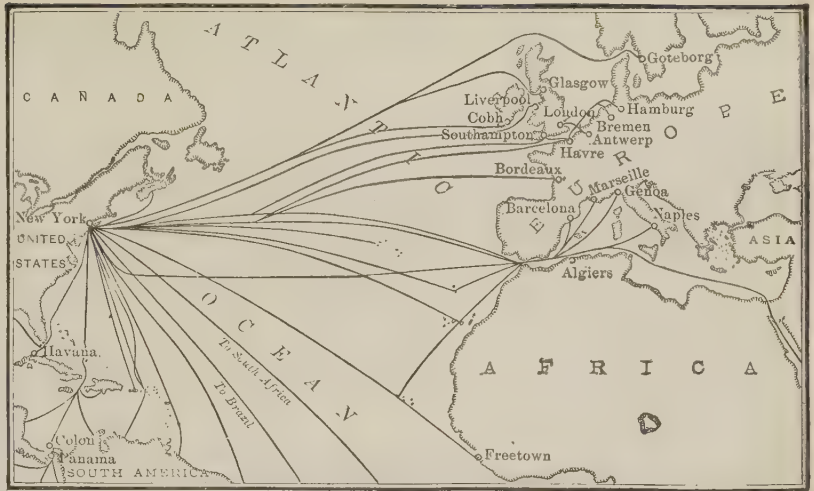 ATLANTIC
CANADA
Goteborg
Glasgow
Liverpool
Cobh
London
Hamburg
Southampton
Bremen
Antwerp
Havre
EUROPE
Bordeaux
Marseille
Genoa
New York
Barcelona
Naples
UNITED
STATES
ASIA
Algiers
OCEAN
Havana
To South Africa
AFRICA
To Brazil
Colon
Panama
Freetown
SOUTH AMERICA